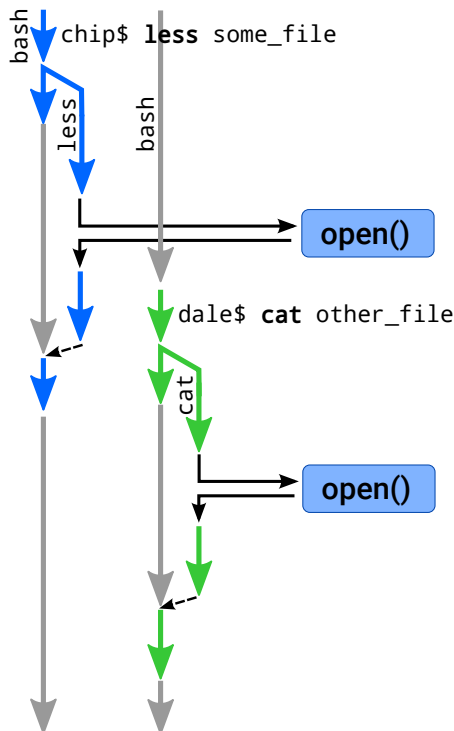 bash
chip$ less some_file
less
bash
open()
dale$ cat other_file
cat
open()